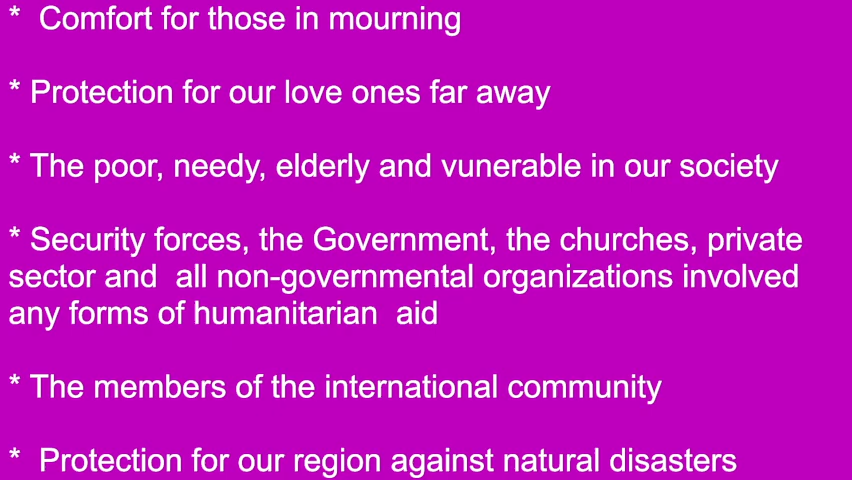 *  Comfort for those in mourning
* Protection for our love ones far away
* The poor, needy, elderly and vunerable in our society
* Security forces, the Government, the churches, private
sector and  all non-governmental organizations involved
any forms of humanitarian  aid
* The members of the international community
*  Protection for our region against natural disasters